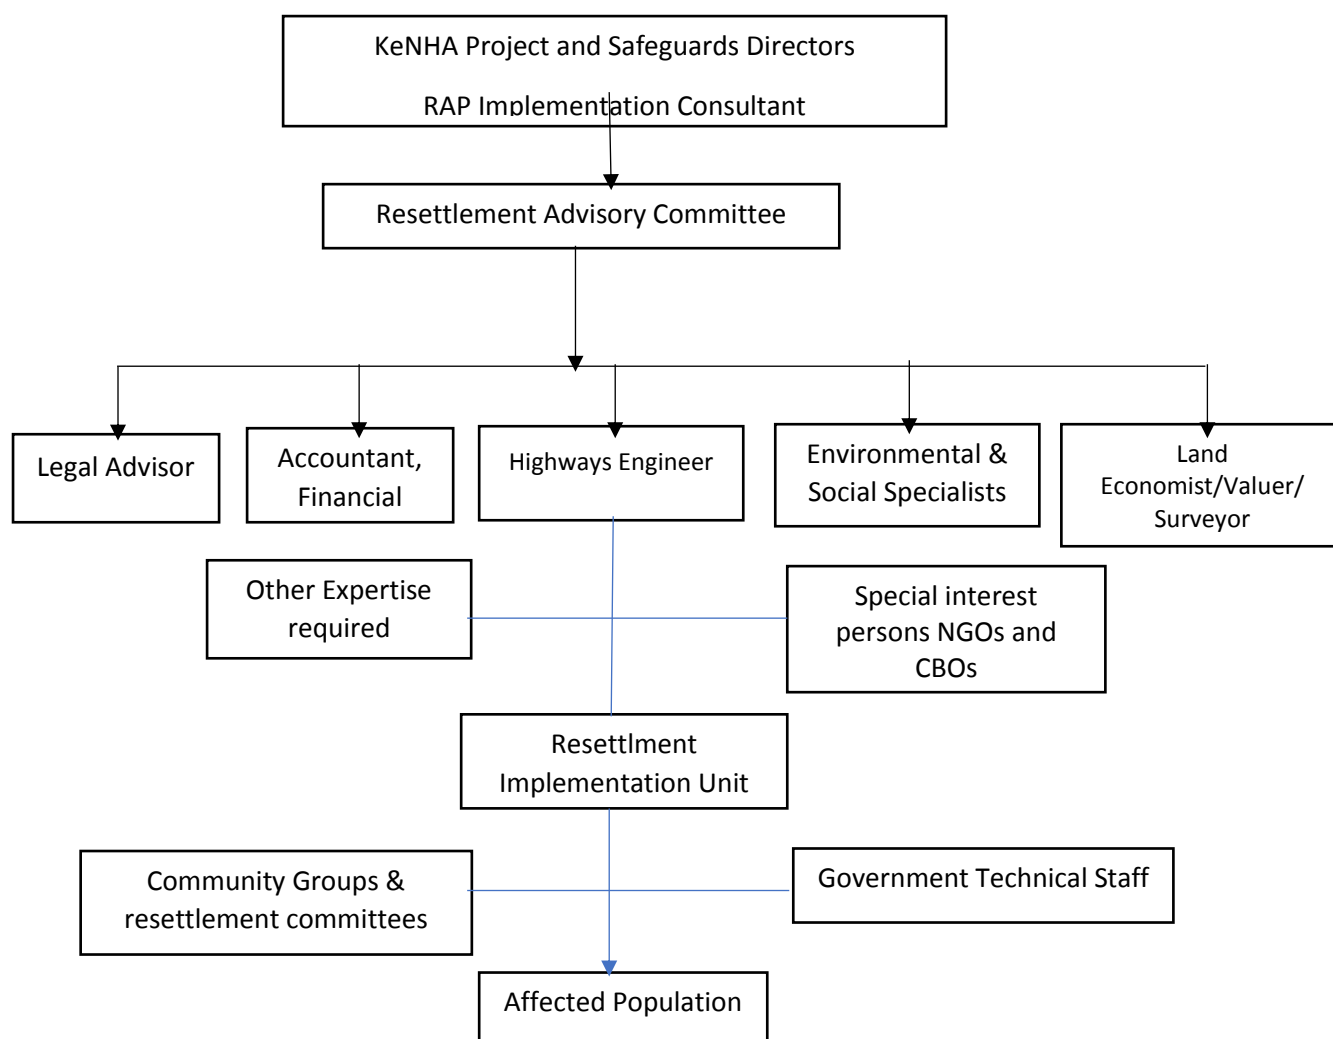 KeNHA Project and Safeguards Directors
RAP Implementation Consultant
Resettlement Advisory Committee
Legal Advisor
Accountant,
Financial
Highways Engineer
Environmental &
Social Specialists
Land
Economist/Valuer/
Surveyor
Other Expertise
required
Special interest
persons NGOs and
CBOs
Resettlment
Implementation Unit
Community Groups &
resettlement committees
Government Technical Staff
Affected Population